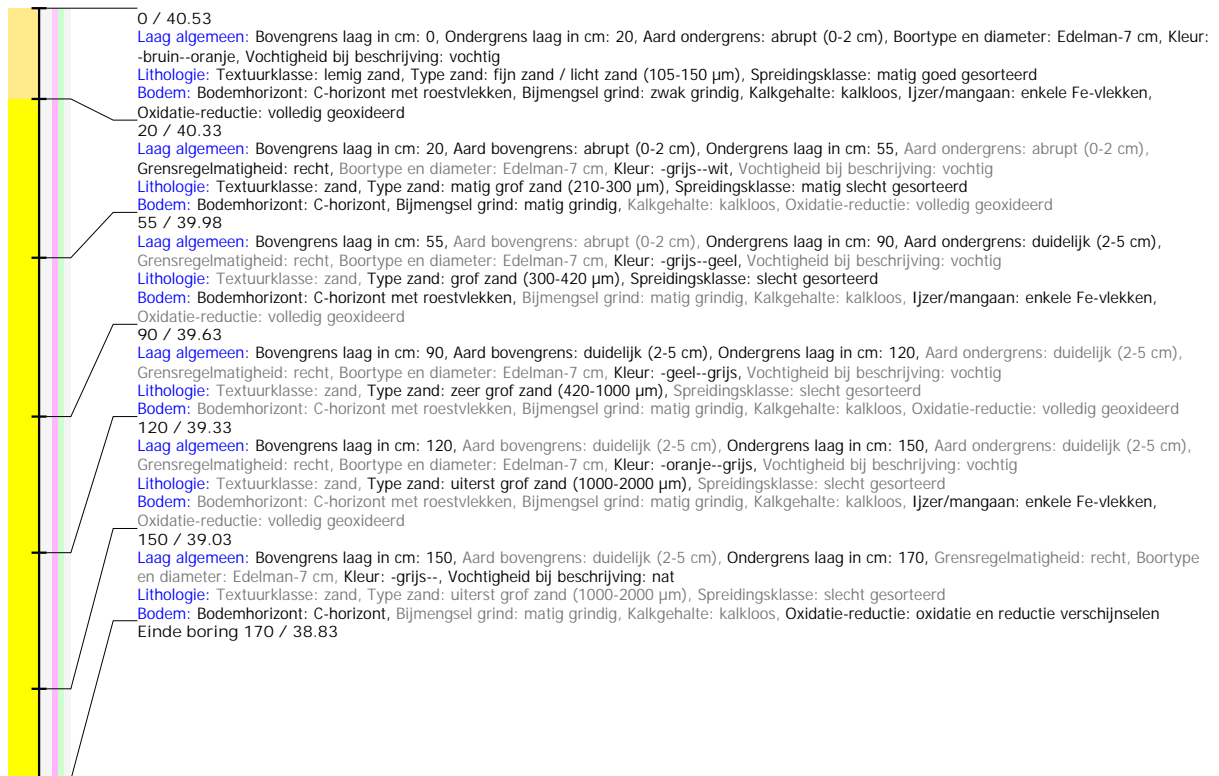 0 / 40.53
Laag algemeen: Bovengrens laag in cm: 0, Ondergrens laag in cm: 20, Aard ondergrens: abrupt (0-2 cm), Boortype en diameter: Edelman-7 cm, Kleur:
-bruin--oranje, Vochtigheid bij beschrijving: vochtig
Lithologie: Textuurklasse: lemig zand, Type zand: fijn zand / licht zand (105-150 µm), Spreidingsklasse: matig goed gesorteerd
Bodem: Bodemhorizont: C-horizont met roestvlekken, Bijmengsel grind: zwak grindig, Kalkgehalte: kalkloos, Ijzer/mangaan: enkele Fe-vlekken,
Oxidatie-reductie: volledig geoxideerd
20 / 40.33
Laag algemeen: Bovengrens laag in cm: 20, Aard bovengrens: abrupt (0-2 cm), Ondergrens laag in cm: 55, Aard ondergrens: abrupt (0-2 cm),
Grensregelmatigheid: recht, Boortype en diameter: Edelman-7 cm, Kleur: -grijs--wit, Vochtigheid bij beschrijving: vochtig
Lithologie: Textuurklasse: zand, Type zand: matig grof zand (210-300 µm), Spreidingsklasse: matig slecht gesorteerd
Bodem: Bodemhorizont: C-horizont, Bijmengsel grind: matig grindig, Kalkgehalte: kalkloos, Oxidatie-reductie: volledig geoxideerd
55 / 39.98
Laag algemeen: Bovengrens laag in cm: 55, Aard bovengrens: abrupt (0-2 cm), Ondergrens laag in cm: 90, Aard ondergrens: duidelijk (2-5 cm),
Grensregelmatigheid: recht, Boortype en diameter: Edelman-7 cm, Kleur: -grijs--geel, Vochtigheid bij beschrijving: vochtig
Lithologie: Textuurklasse: zand, Type zand: grof zand (300-420 µm), Spreidingsklasse: slecht gesorteerd
Bodem: Bodemhorizont: C-horizont met roestvlekken, Bijmengsel grind: matig grindig, Kalkgehalte: kalkloos, Ijzer/mangaan: enkele Fe-vlekken,
Oxidatie-reductie: volledig geoxideerd
90 / 39.63
Laag algemeen: Bovengrens laag in cm: 90, Aard bovengrens: duidelijk (2-5 cm), Ondergrens laag in cm: 120, Aard ondergrens: duidelijk (2-5 cm),
Grensregelmatigheid: recht, Boortype en diameter: Edelman-7 cm, Kleur: -geel--grijs, Vochtigheid bij beschrijving: vochtig
Lithologie: Textuurklasse: zand, Type zand: zeer grof zand (420-1000 µm), Spreidingsklasse: slecht gesorteerd
Bodem: Bodemhorizont: C-horizont met roestvlekken, Bijmengsel grind: matig grindig, Kalkgehalte: kalkloos, Oxidatie-reductie: volledig geoxideerd
120 / 39.33
Laag algemeen: Bovengrens laag in cm: 120, Aard bovengrens: duidelijk (2-5 cm), Ondergrens laag in cm: 150, Aard ondergrens: duidelijk (2-5 cm),
Grensregelmatigheid: recht, Boortype en diameter: Edelman-7 cm, Kleur: -oranje--grijs, Vochtigheid bij beschrijving: vochtig
Lithologie: Textuurklasse: zand, Type zand: uiterst grof zand (1000-2000 µm), Spreidingsklasse: slecht gesorteerd
Bodem: Bodemhorizont: C-horizont met roestvlekken, Bijmengsel grind: matig grindig, Kalkgehalte: kalkloos, Ijzer/mangaan: enkele Fe-vlekken,
Oxidatie-reductie: volledig geoxideerd
150 / 39.03
Laag algemeen: Bovengrens laag in cm: 150, Aard bovengrens: duidelijk (2-5 cm), Ondergrens laag in cm: 170, Grensregelmatigheid: recht, Boortype
en diameter: Edelman-7 cm, Kleur: -grijs--, Vochtigheid bij beschrijving: nat
Lithologie: Textuurklasse: zand, Type zand: uiterst grof zand (1000-2000 µm), Spreidingsklasse: slecht gesorteerd
Bodem: Bodemhorizont: C-horizont, Bijmengsel grind: matig grindig, Kalkgehalte: kalkloos, Oxidatie-reductie: oxidatie en reductie verschijnselen
Einde boring 170 / 38.83